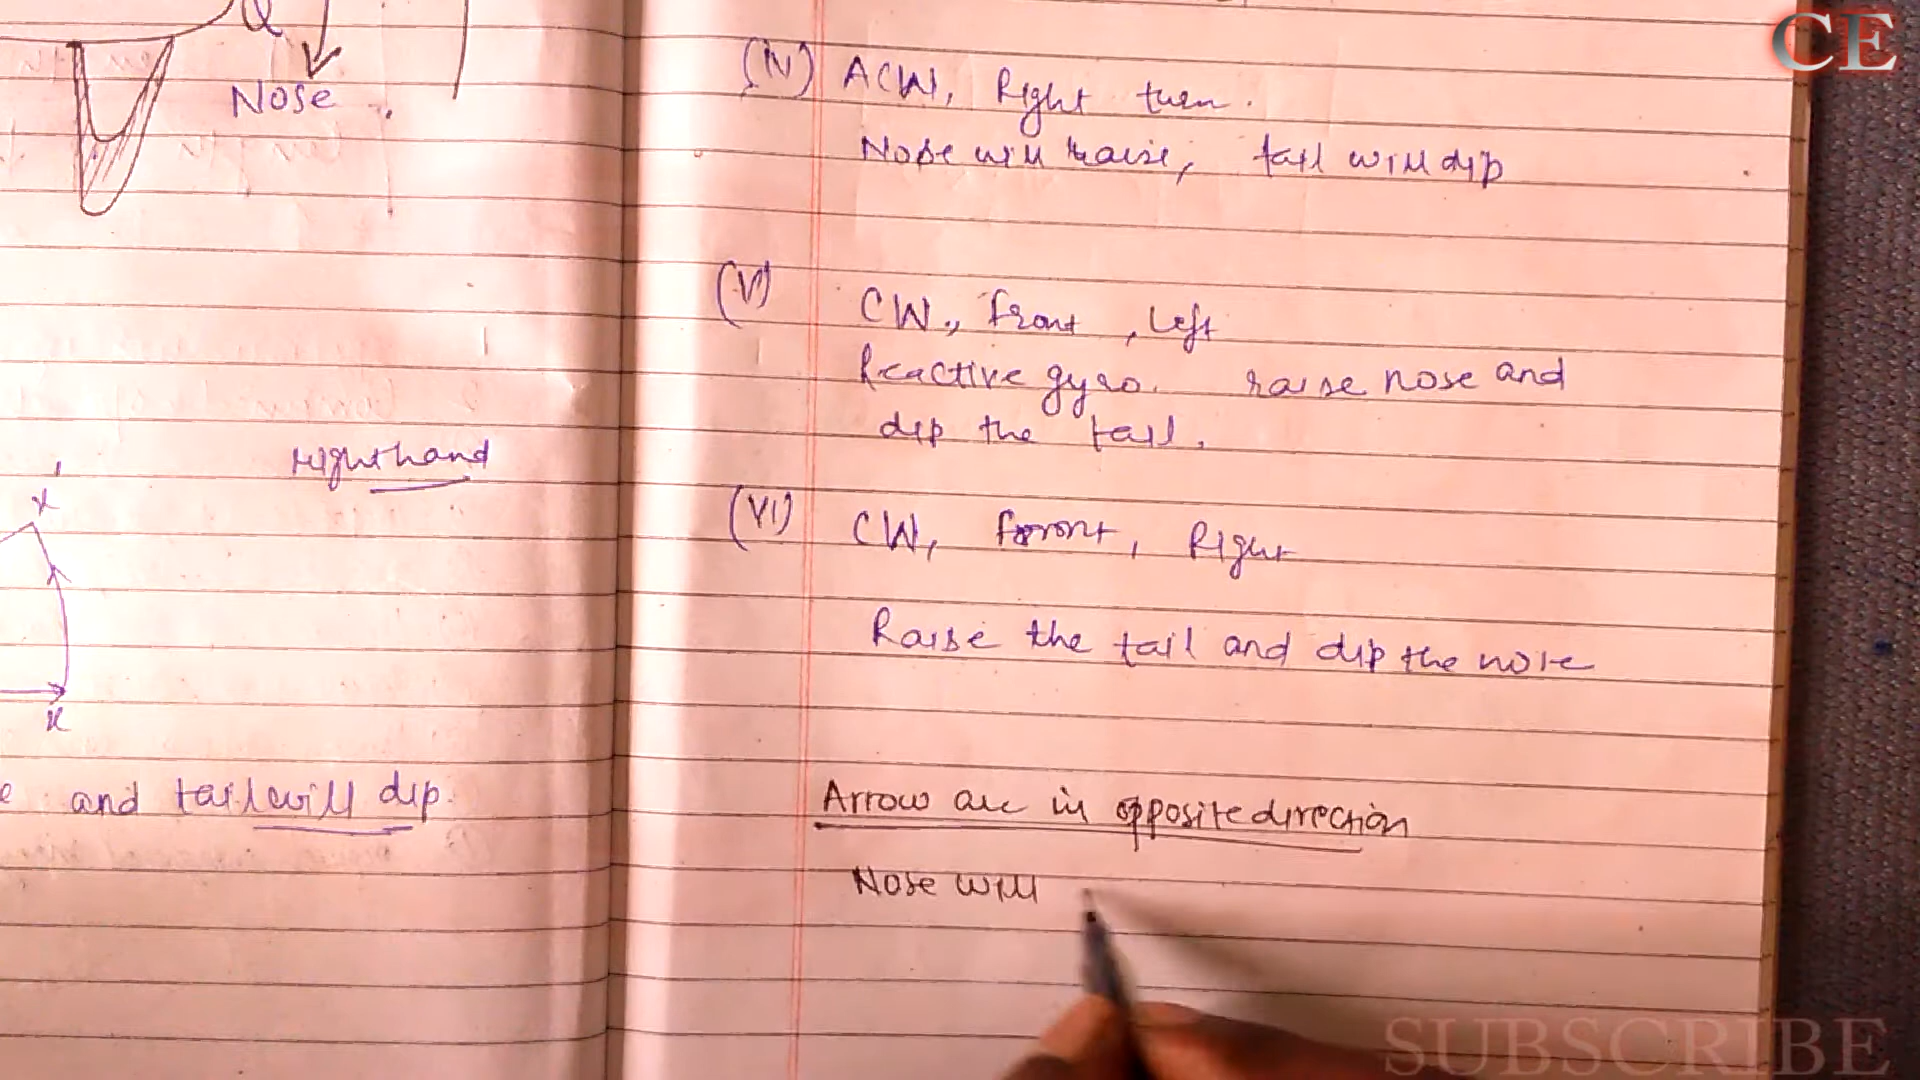 Q
Nose
right hand
x'
x
e and tail will dip.
CE
(IV) ACW, Right turn.
Nose will raise, tail will dip
(V) CW, front, Left
Reactive gyro. raise nose and
dip the tail.
(VI) CW, front, Right
Raise the tail and dip the nose
Arrow are in opposite direction
Nose will
SUBSCRIBE